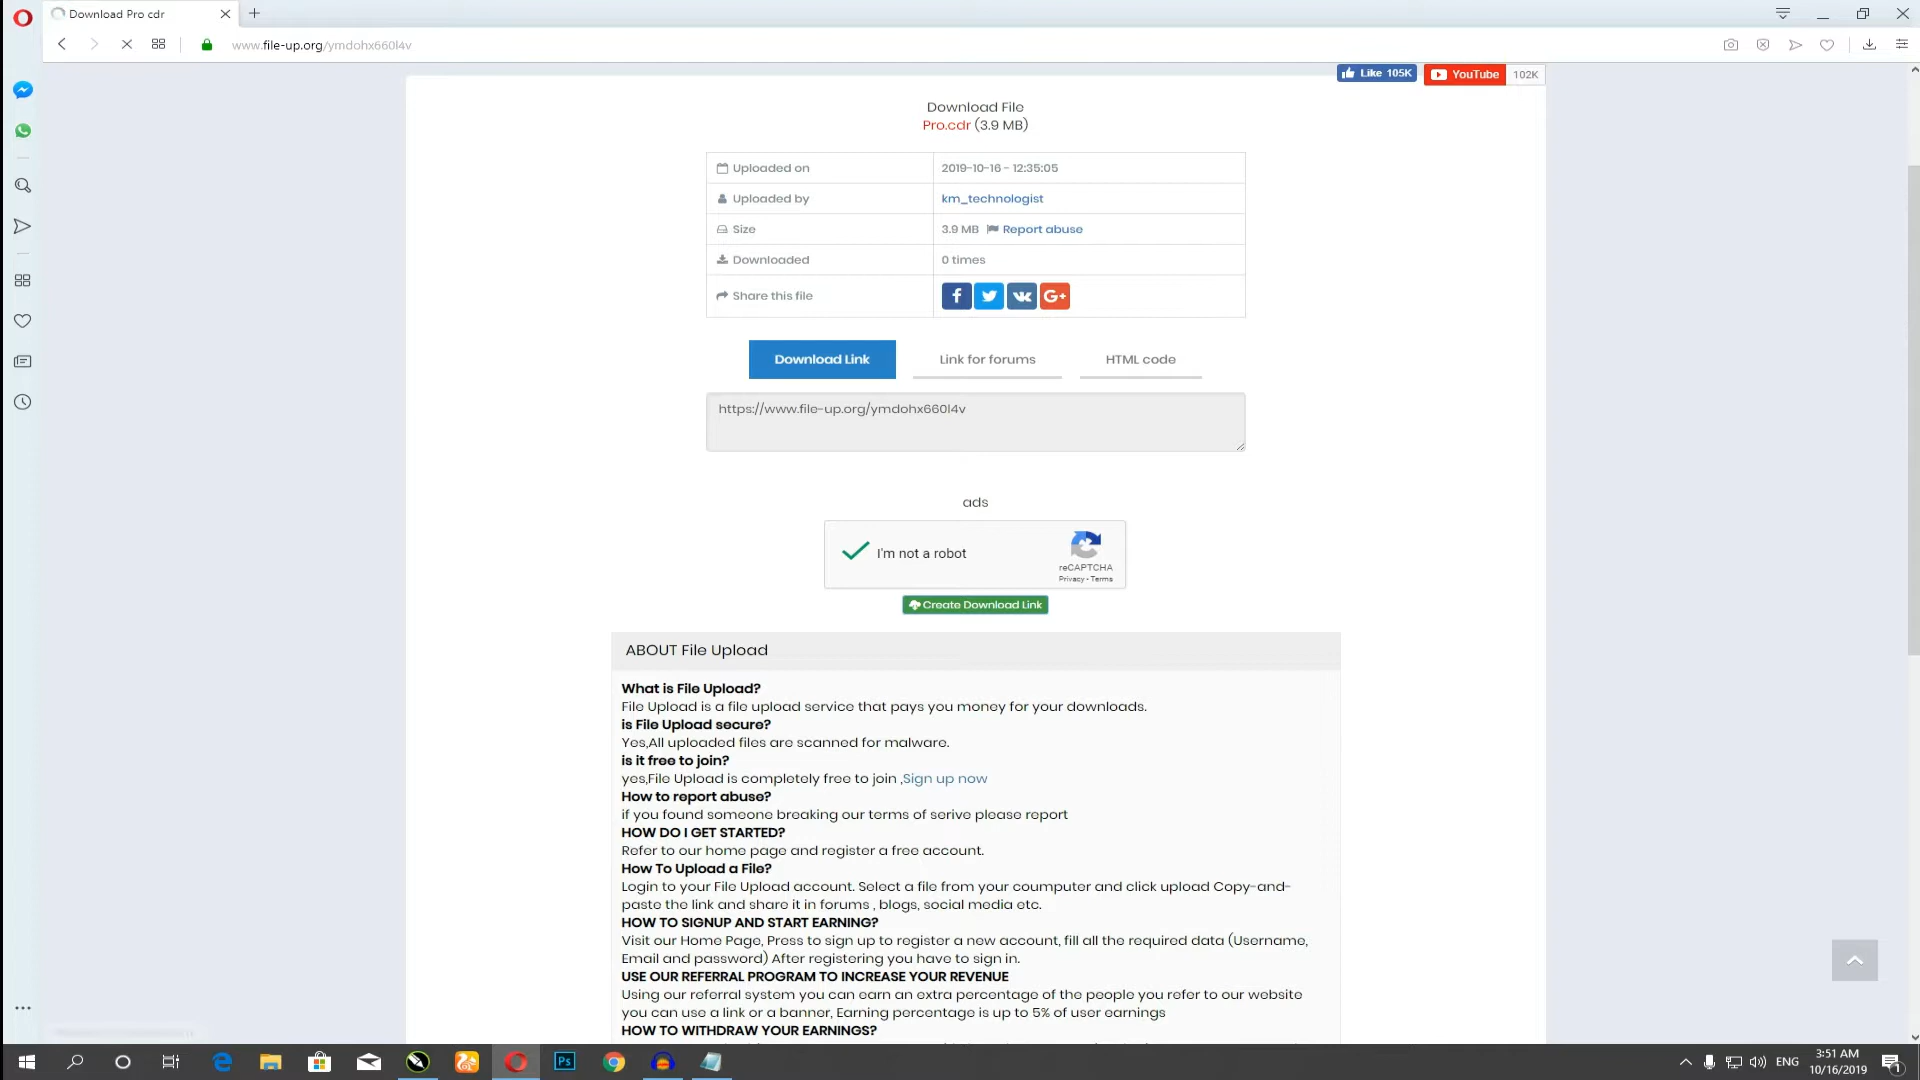 Download Pro cdr
www.file-up.org/ymdohx660l4v
Like 105K
YouTube 102K
Download File
Pro.cdr (3.9 MB)
Uploaded on 2019-10-16 - 12:35:05
Uploaded by km_technologist
Size 3.9 MB Report abuse
Downloaded 0 times
Share this file
Download Link Link for forums HTML code
https://www.file-up.org/ymdohx660l4v
ads
I'm not a robot
reCAPTCHA
Privacy - Terms
Create Download Link
ABOUT File Upload
What is File Upload?
File Upload is a file upload service that pays you money for your downloads.
is File Upload secure?
Yes,All uploaded files are scanned for malware.
is it free to join?
yes,File Upload is completely free to join ,Sign up now
How to report abuse?
if you found someone breaking our terms of serive please report
HOW DO I GET STARTED?
Refer to our home page and register a free account.
How To Upload a File?
Login to your File Upload account. Select a file from your coumputer and click upload Copy-and-
paste the link and share it in forums , blogs, social media etc.
HOW TO SIGNUP AND START EARNING?
Visit our Home Page, Press to sign up to register a new account, fill all the required data (Username,
Email and password) After registering you have to sign in.
USE OUR REFERRAL PROGRAM TO INCREASE YOUR REVENUE
Using our referral system you can earn an extra percentage of the people you refer to our website
you can use a link or a banner, Earning percentage is up to 5% of user earnings
HOW TO WITHDRAW YOUR EARNINGS?
Ps
ENG
3:51 AM
10/16/2019
1